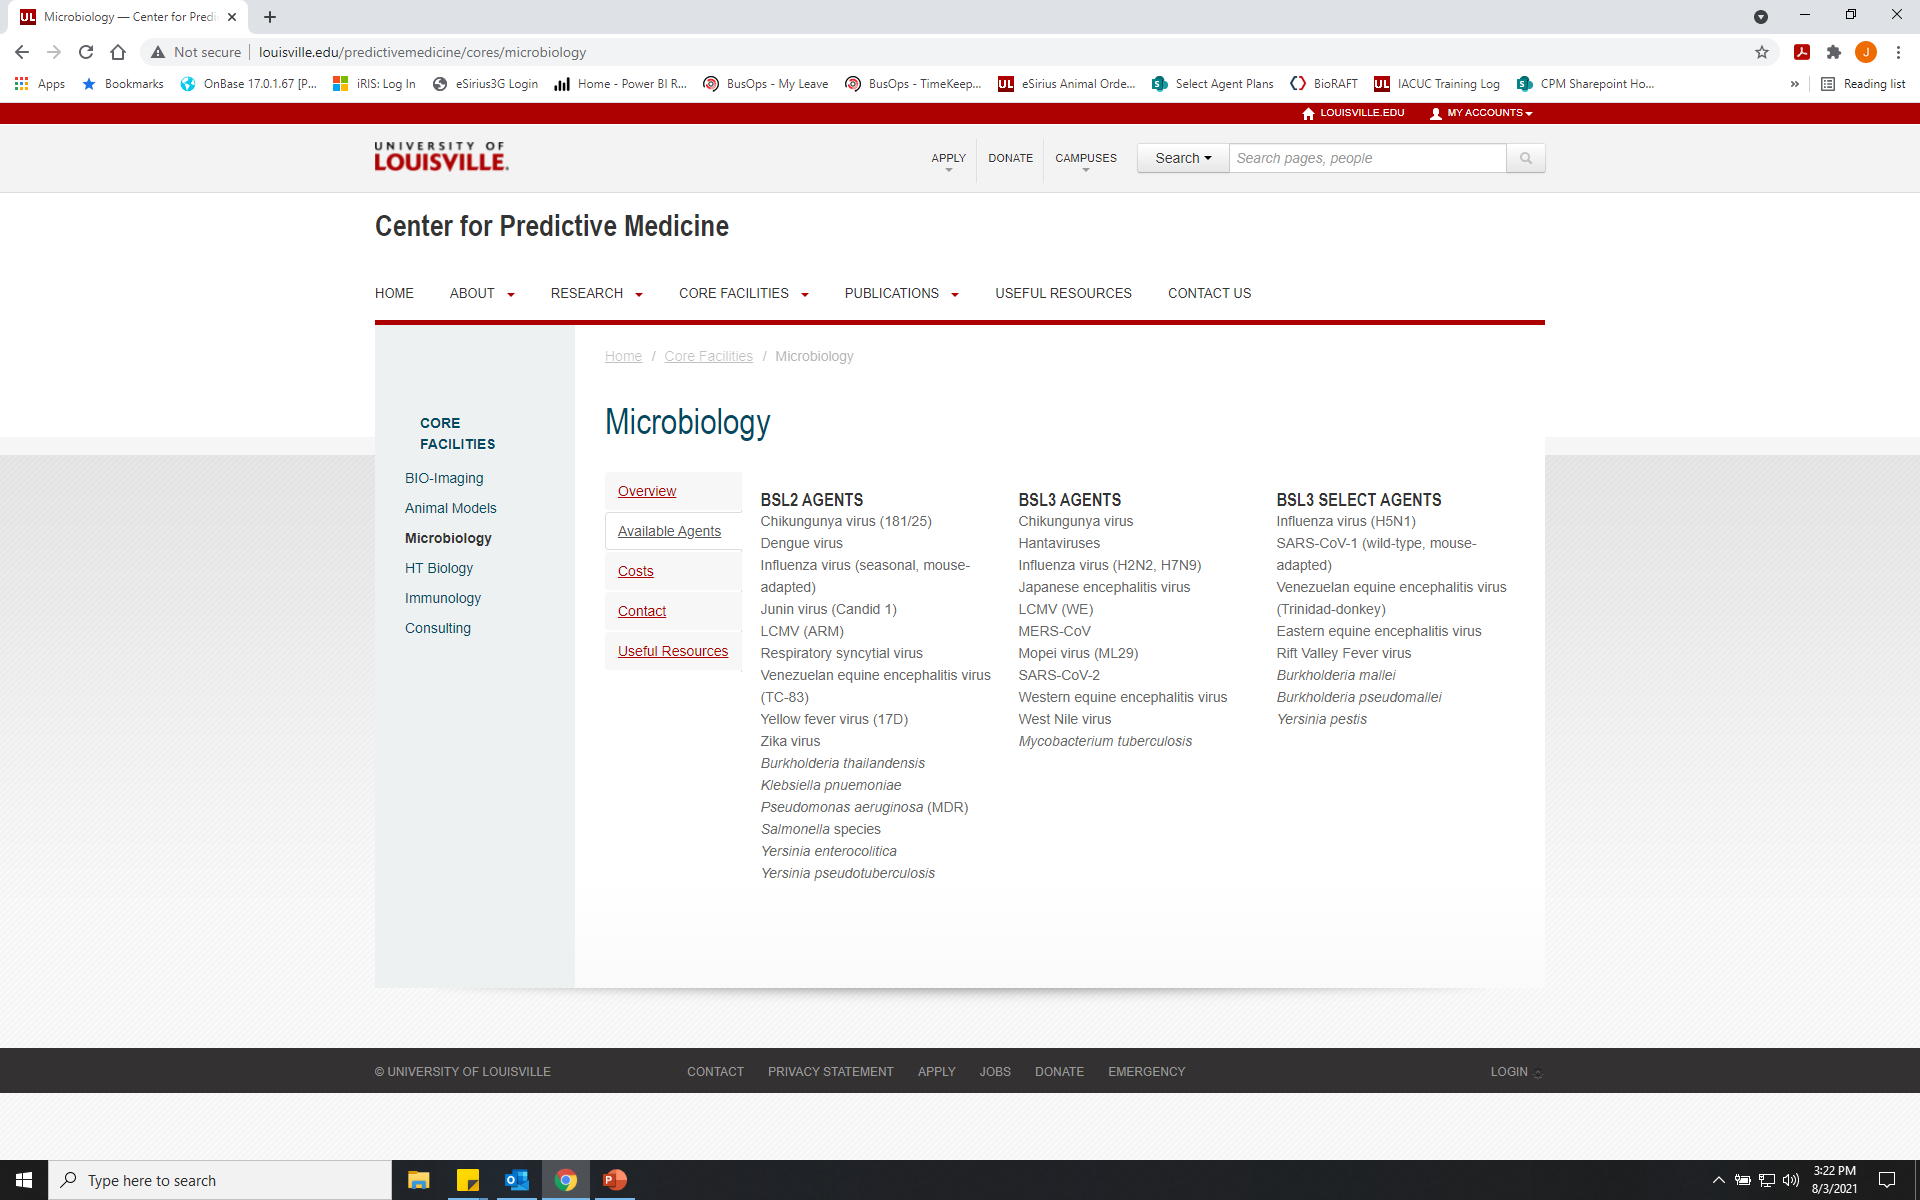 UL Microbiology — Center for Predi
Not secure louisville.edu/predictivemedicine/cores/microbiology J
Apps Bookmarks OnBase 17.0.1.67 [P... iRIS: Log In eSirius3G Login Home - Power BI R... BusOps - My Leave BusOps - TimeKeep... UL eSirius Animal Orde... Select Agent Plans BioRAFT UL IACUC Training Log CPM Sharepoint Ho... » Reading list
LOUISVILLE.EDU MY ACCOUNTS
UNIVERSITY OF
LOUISVILLE.
APPLY DONATE CAMPUSES Search Search pages, people
Center for Predictive Medicine
HOME ABOUT RESEARCH CORE FACILITIES PUBLICATIONS USEFUL RESOURCES CONTACT US
Home / Core Facilities / Microbiology
CORE
FACILITIES
BIO-Imaging
Animal Models
Microbiology
HT Biology
Immunology
Consulting
Microbiology
Overview
Available Agents
Costs
Contact
Useful Resources
BSL2 AGENTS
Chikungunya virus (181/25)
Dengue virus
Influenza virus (seasonal, mouse-
adapted)
Junin virus (Candid 1)
LCMV (ARM)
Respiratory syncytial virus
Venezuelan equine encephalitis virus
(TC-83)
Yellow fever virus (17D)
Zika virus
Burkholderia thailandensis
Klebsiella pnuemoniae
Pseudomonas aeruginosa (MDR)
Salmonella species
Yersinia enterocolitica
Yersinia pseudotuberculosis
BSL3 AGENTS
Chikungunya virus
Hantaviruses
Influenza virus (H2N2, H7N9)
Japanese encephalitis virus
LCMV (WE)
MERS-CoV
Mopei virus (ML29)
SARS-CoV-2
Western equine encephalitis virus
West Nile virus
Mycobacterium tuberculosis
BSL3 SELECT AGENTS
Influenza virus (H5N1)
SARS-CoV-1 (wild-type, mouse-
adapted)
Venezuelan equine encephalitis virus
(Trinidad-donkey)
Eastern equine encephalitis virus
Rift Valley Fever virus
Burkholderia mallei
Burkholderia pseudomallei
Yersinia pestis
© UNIVERSITY OF LOUISVILLE CONTACT PRIVACY STATEMENT APPLY JOBS DONATE EMERGENCY LOGIN
Type here to search
3:22 PM
8/3/2021